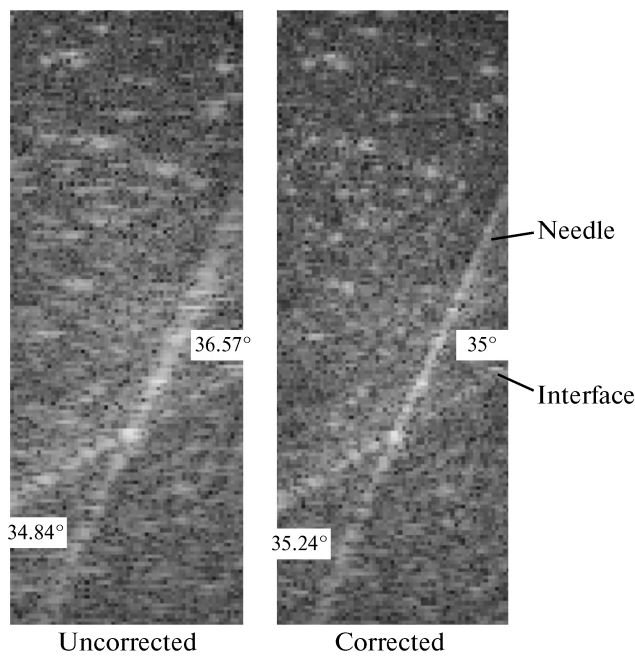 Needle
36.57°
35°
Interface
34.84°
35.24°
Uncorrected
Corrected